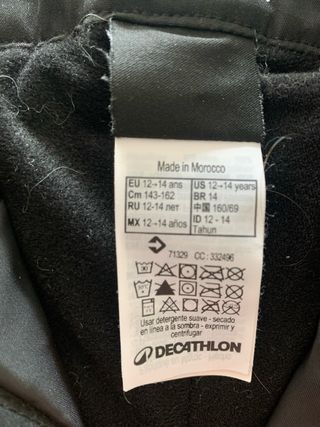 Made in Morocco
EU 12→14 ans US 12→14 years
Cm 143-162 BR 14
RU 12-14 лет 中国 160/69
MX 12→14 años ID 12 - 14
Tahun
71329 CC: 332496
Usar detergente suave - secado
en línea a la sombra - exprimir y
centrifugar
DECATHLON